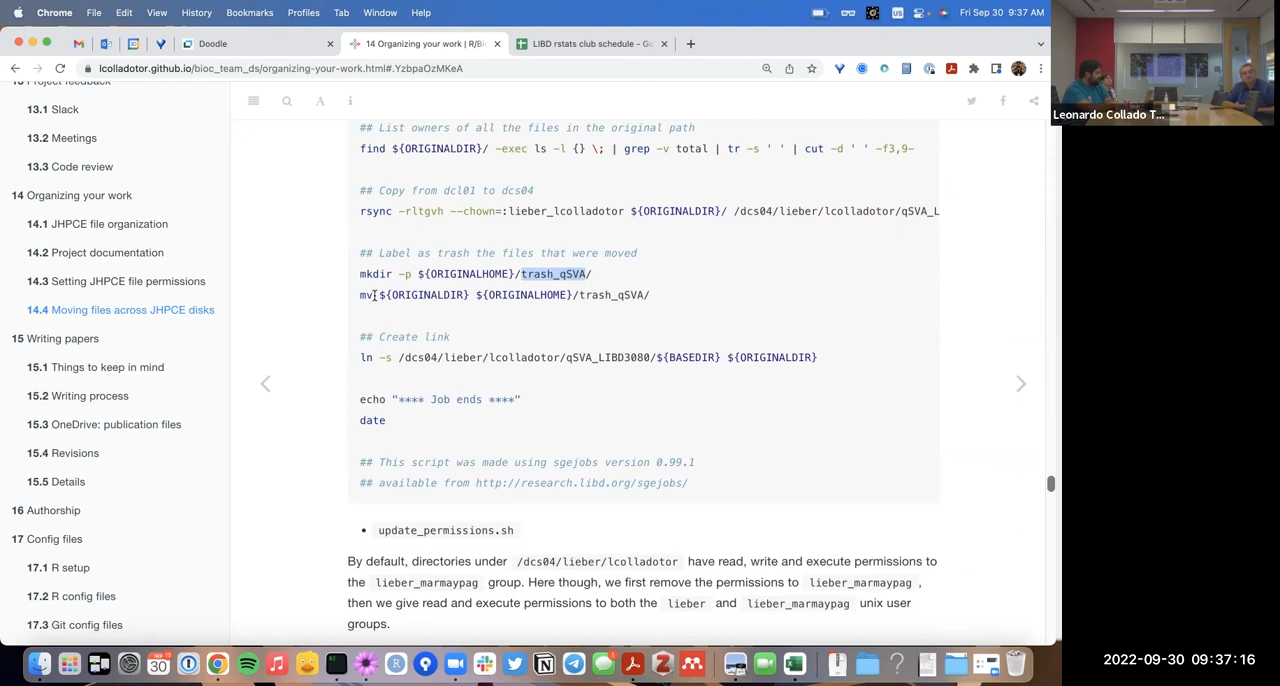 Chrome File Edit View History Bookmarks Profiles Tab Window Help Fri Sep 30 9:37 AM
Doodle
14 Organizing your work | R/Bio
LIBD rstats club schedule - Go
lcolladotor.github.io/bioc_team_ds/organizing-your-work.html#.YzbpaOzMKeA
Leonardo Collado T...
13 Project feedback
13.1 Slack
13.2 Meetings
13.3 Code review
14 Organizing your work
14.1 JHPCE file organization
14.2 Project documentation
14.3 Setting JHPCE file permissions
14.4 Moving files across JHPCE disks
15 Writing papers
15.1 Things to keep in mind
15.2 Writing process
15.3 OneDrive: publication files
15.4 Revisions
15.5 Details
16 Authorship
17 Config files
17.1 R setup
17.2 R config files
17.3 Git config files
## List owners of all the files in the original path
find ${ORIGINALDIR}/ -exec ls -l {} \; | grep -v total | tr -s ' ' | cut -d ' ' -f3,9-
## Copy from dcl01 to dcs04
rsync -rltgvh --chown=:lieber_lcolladotor ${ORIGINALDIR}/ /dcs04/lieber/lcolladotor/qSVA_L
## Label as trash the files that were moved
mkdir -p ${ORIGINALHOME}/trash_qSVA/
mv ${ORIGINALDIR} ${ORIGINALHOME}/trash_qSVA/
## Create link
ln -s /dcs04/lieber/lcolladotor/qSVA_LIBD3080/${BASEDIR} ${ORIGINALDIR}
echo "**** Job ends ****"
date
## This script was made using sgejobs version 0.99.1
## available from http://research.libd.org/sgejobs/
• update_permissions.sh
By default, directories under /dcs04/lieber/lcolladotor have read, write and execute permissions to
the lieber_marmaypag group. Here though, we first remove the permissions to lieber_marmaypag ,
then we give read and execute permissions to both the lieber and lieber_marmaypag unix user
groups.
2022-09-30 09:37:16